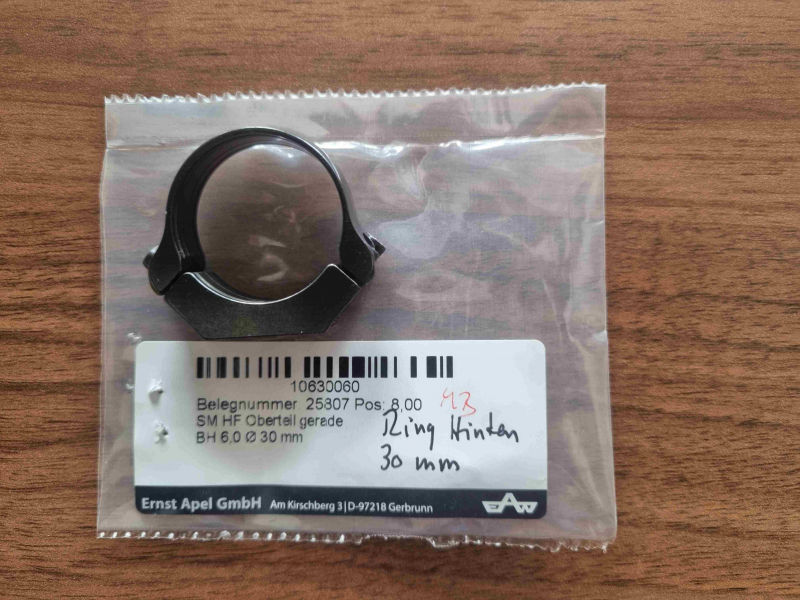 10630060
Belegnummer 25807 Pos: 8,00
SM HF Oberteil gerade
BH 6,0 Ø 30 mm
Ring Hinten
30 mm
Ernst Apel GmbH Am Kirschberg 3|D-97218 Gerbrunn
EAW